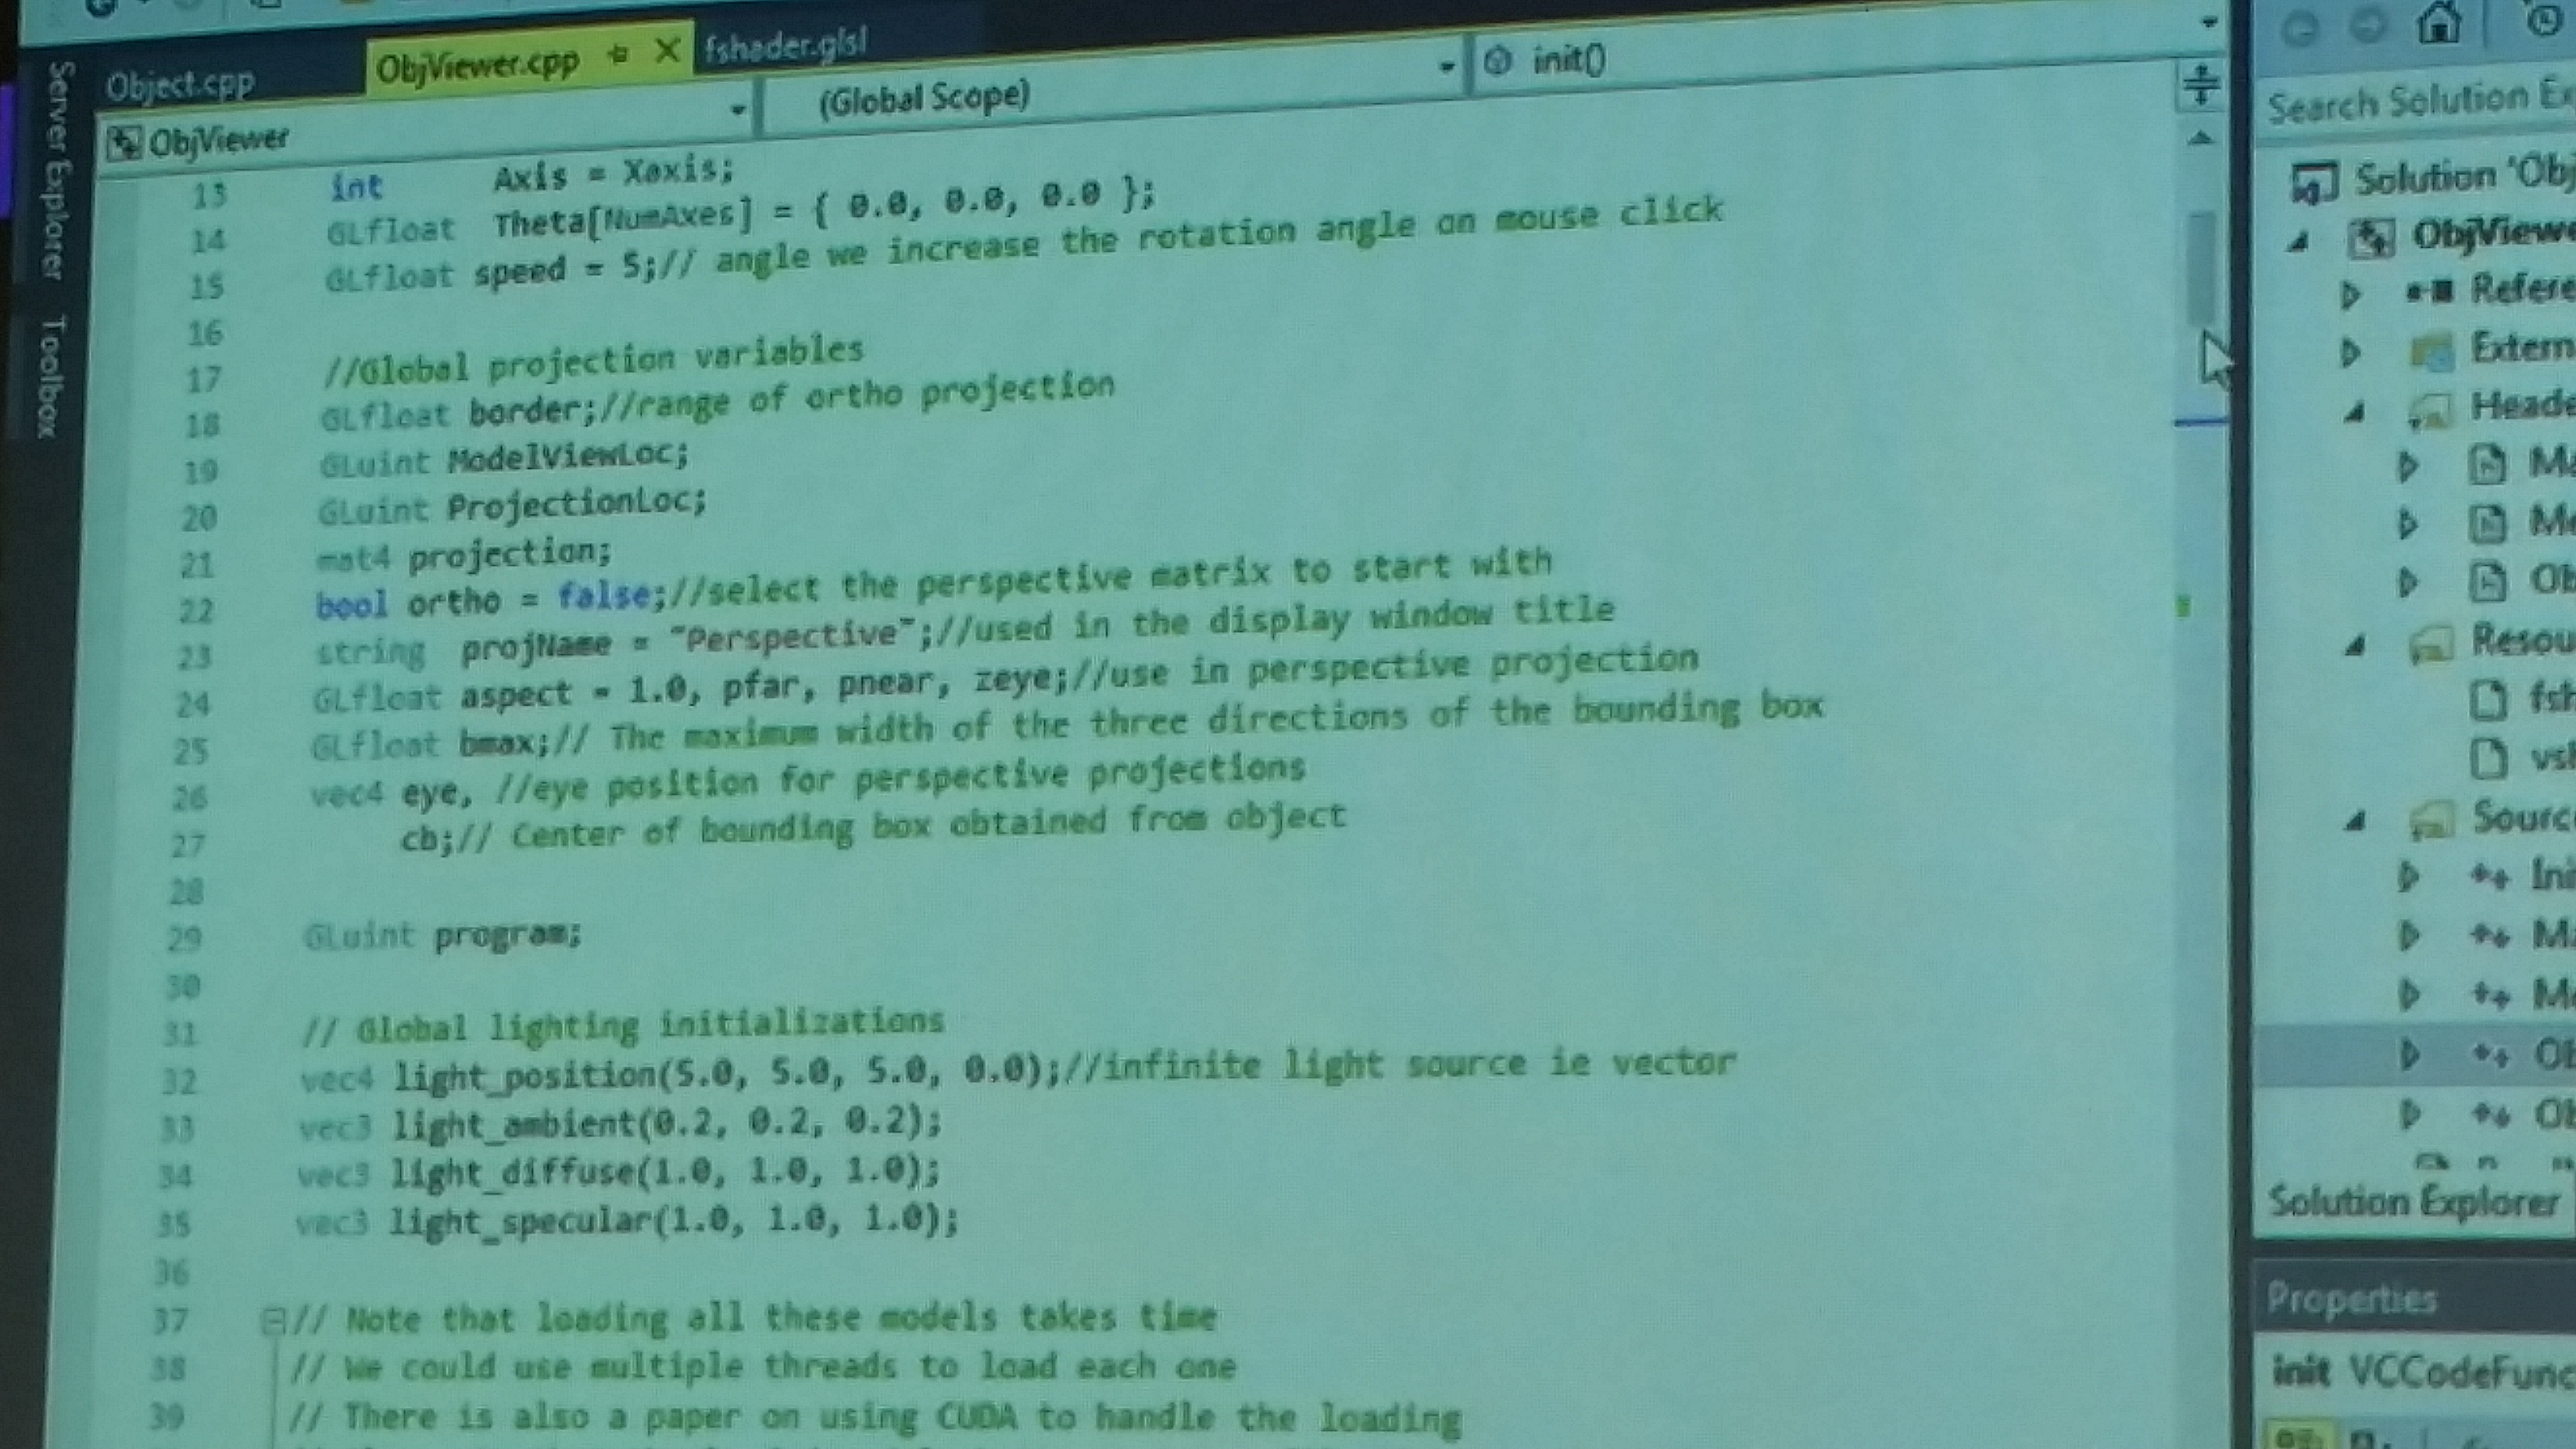 Server Explorer
Toolbox
Object.cpp
ObjViewer.cpp
fshader.glsl
ObjViewer
(Global Scope)
init()
13 int Axis = Xaxis;
14 GLfloat Theta[NumAxes] = { 0.0, 0.0, 0.0 };
15 GLfloat speed = 5;// angle we increase the rotation angle on mouse click
16
17 //Global projection variables
18 GLfloat border;//range of ortho projection
19 GLuint ModelViewLoc;
20 GLuint ProjectionLoc;
21 mat4 projection;
22 bool ortho = false;//select the perspective matrix to start with
23 string projName = "Perspective";//used in the display window title
24 GLfloat aspect = 1.0, pfar, pnear, zeye;//use in perspective projection
25 GLfloat bmax;// The maximum width of the three directions of the bounding box
26 vec4 eye, //eye position for perspective projections
27 cb;// Center of bounding box obtained from object
28
29 GLuint program;
30
31 // Global lighting initializations
32 vec4 light_position(5.0, 5.0, 5.0, 0.0);//infinite light source ie vector
33 vec3 light_ambient(0.2, 0.2, 0.2);
34 vec3 light_diffuse(1.0, 1.0, 1.0);
35 vec3 light_specular(1.0, 1.0, 1.0);
36
37 // Note that loading all these models takes time
38 // We could use multiple threads to load each one
39 // There is also a paper on using CUDA to handle the loading
Search Solution Ex
Solution 'Obj
ObjViewe
Refere
Extern
Heade
Ma
Mo
Ob
Resou
fsh
vsh
Sourc
Ini
Ma
Mo
Ob
Ob
Solution Explorer
Properties
init VCCodeFunc